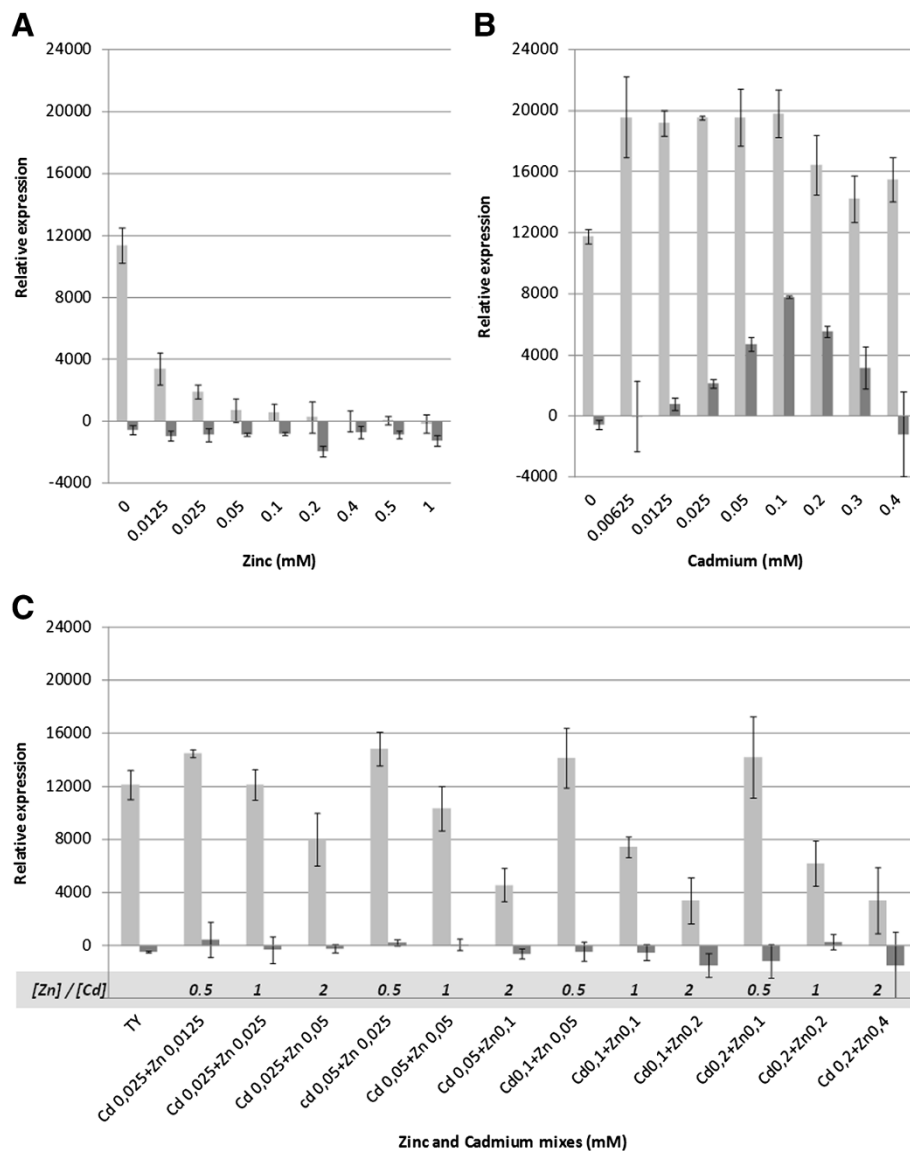 A
24000
20000
16000
12000
8000
4000
0
-4000
Relative expression
0 0.0125 0.025 0.05 0.1 0.2 0.4 0.5 1
Zinc (mM)
B
24000
20000
16000
12000
8000
4000
0
-4000
Relative expression
0 0.00625 0.0125 0.025 0.05 0.1 0.2 0.3 0.4
Cadmium (mM)
C
24000
20000
16000
12000
8000
4000
0
Relative expression
[Zn] / [Cd] 0.5 1 2 0.5 1 2 0.5 1 2 0.5 1 2
TY
Cd 0,025+Zn 0,0125
Cd 0,025+Zn 0,025
Cd 0,025+Zn 0,05
cd 0,05+Zn 0,025
Cd 0,05+Zn 0,05
Cd 0,05+Zn0,1
Cd0,1+Zn 0,05
Cd0,1+Zn0,1
Cd0,1+Zn0,2
Cd0,2+Zn0,1
Cd0,2+Zn0,2
Cd 0,2+Zn0,4
Zinc and Cadmium mixes (mM)